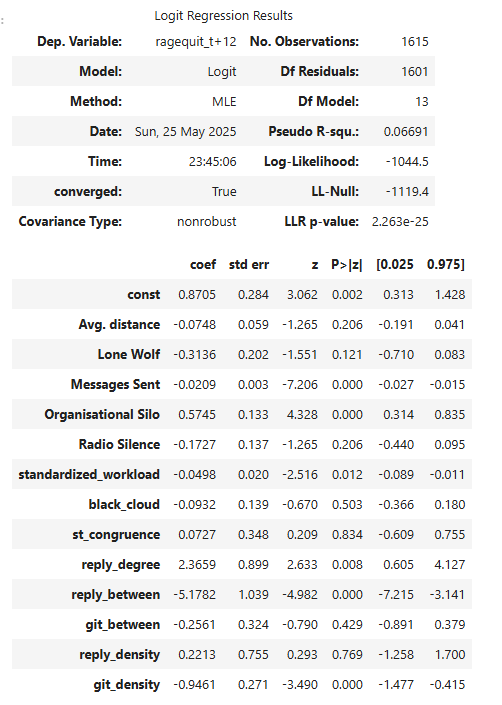 Logit Regression Results
Dep. Variable: ragequit_t+12 No. Observations: 1615
Model: Logit Df Residuals: 1601
Method: MLE Df Model: 13
Date: Sun, 25 May 2025 Pseudo R-squ.: 0.06691
Time: 23:45:06 Log-Likelihood: -1044.5
converged: True LL-Null: -1119.4
Covariance Type: nonrobust LLR p-value: 2.263e-25
coef std err z P>|z| [0.025 0.975]
const 0.8705 0.284 3.062 0.002 0.313 1.428
Avg. distance -0.0748 0.059 -1.265 0.206 -0.191 0.041
Lone Wolf -0.3136 0.202 -1.551 0.121 -0.710 0.083
Messages Sent -0.0209 0.003 -7.206 0.000 -0.027 -0.015
Organisational Silo 0.5745 0.133 4.328 0.000 0.314 0.835
Radio Silence -0.1727 0.137 -1.265 0.206 -0.440 0.095
standardized_workload -0.0498 0.020 -2.516 0.012 -0.089 -0.011
black_cloud -0.0932 0.139 -0.670 0.503 -0.366 0.180
st_congruence 0.0727 0.348 0.209 0.834 -0.609 0.755
reply_degree 2.3659 0.899 2.633 0.008 0.605 4.127
reply_between -5.1782 1.039 -4.982 0.000 -7.215 -3.141
git_between -0.2561 0.324 -0.790 0.429 -0.891 0.379
reply_density 0.2213 0.755 0.293 0.769 -1.258 1.700
git_density -0.9461 0.271 -3.490 0.000 -1.477 -0.415